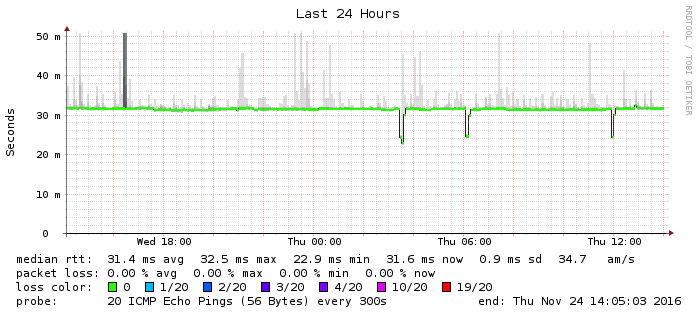 Last 24 Hours
RRDTOOL / TOBI OETIKER
Seconds
50 m
40 m
30 m
20 m
10 m
0
Wed 18:00 Thu 00:00 Thu 06:00 Thu 12:00
median rtt: 31.4 ms avg 32.5 ms max 22.9 ms min 31.6 ms now 0.9 ms sd 34.7 am/s
packet loss: 0.00 % avg 0.00 % max 0.00 % min 0.00 % now
loss color: 0 1/20 2/20 3/20 4/20 10/20 19/20
probe: 20 ICMP Echo Pings (56 Bytes) every 300s end: Thu Nov 24 14:05:03 2016